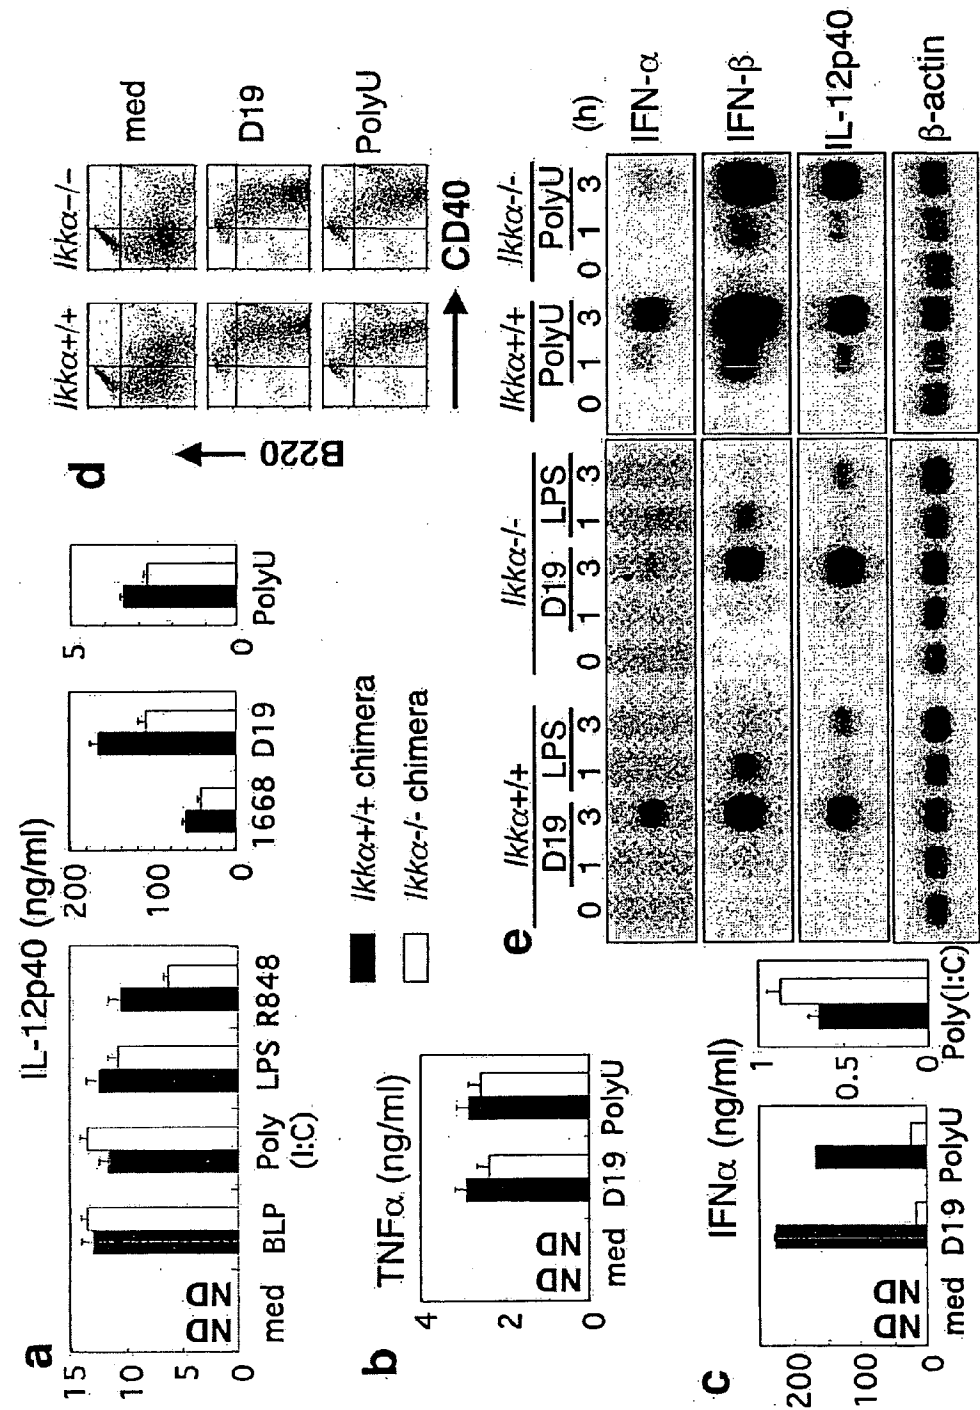 a
IL-12p40 (ng/ml)
15
10
5
0
ND ND
med BLP Poly (I:C) LPS R848
200
100
0
1668 D19
5
0
PolyU
Ikkα+/+ chimera
Ikkα-/- chimera
b
TNFα (ng/ml)
4
2
0
ND ND
med D19 PolyU
c
IFNα (ng/ml)
200
100
0
ND ND
med D19 PolyU
1
0.5
0
Poly(I:C)
d
Ikkα+/+ Ikkα-/-
med
D19
PolyU
B220
CD40
e
Ikkα+/+ Ikkα-/- Ikkα+/+ Ikkα-/-
D19 LPS D19 LPS PolyU PolyU
0 1 3 1 3 0 1 3 1 3 0 1 3 0 1 3 (h)
IFN-α
IFN-β
IL-12p40
β-actin